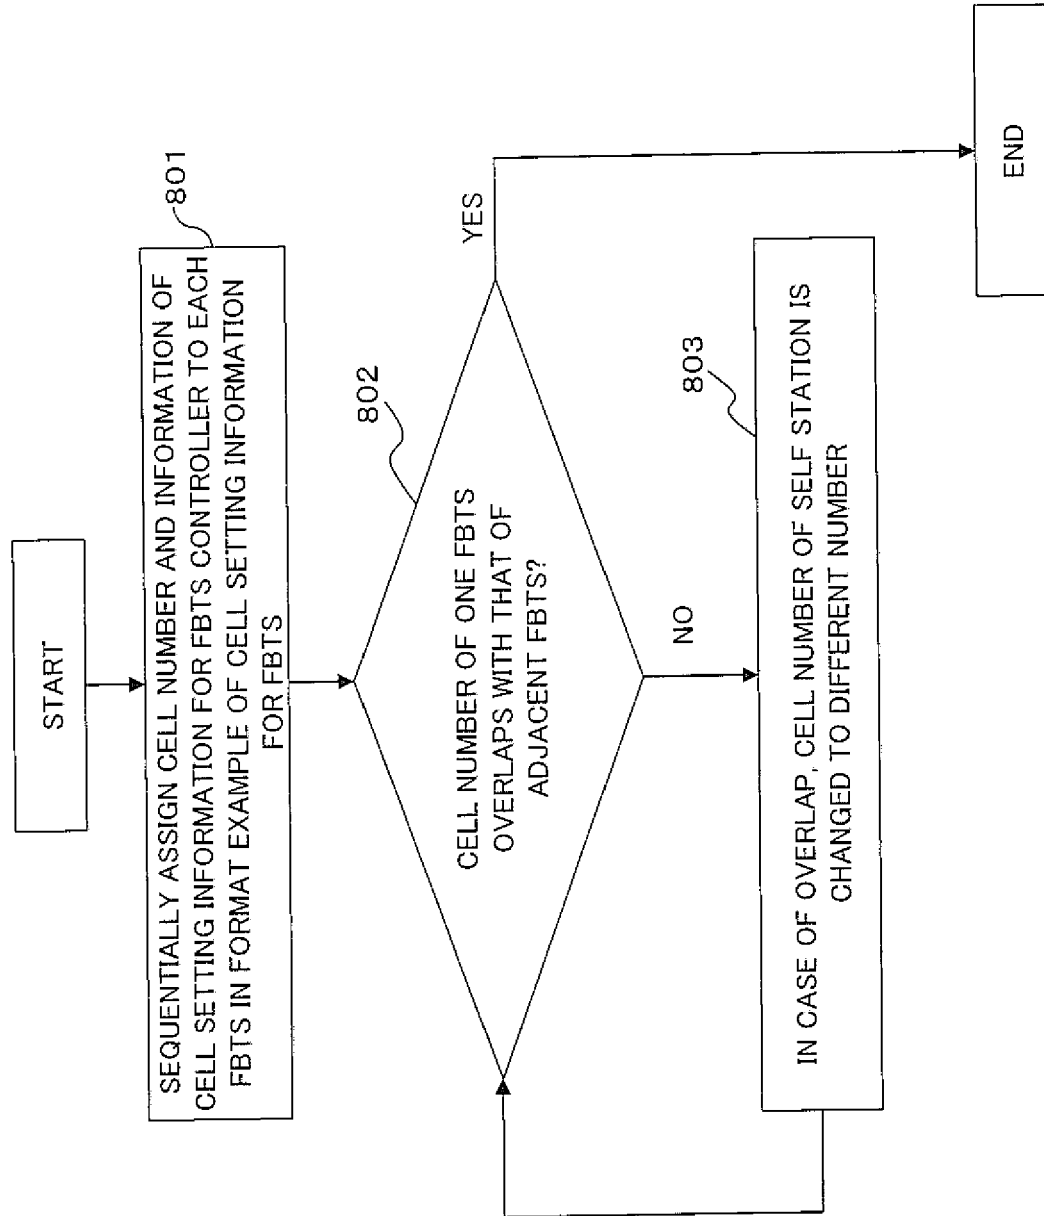 START
801
SEQUENTIALLY ASSIGN CELL NUMBER AND INFORMATION OF
CELL SETTING INFORMATION FOR FBTS CONTROLLER TO EACH
FBTS IN FORMAT EXAMPLE OF CELL SETTING INFORMATION
FOR FBTS
802
CELL NUMBER OF ONE FBTS
OVERLAPS WITH THAT OF
ADJACENT FBTS?
YES
NO
803
IN CASE OF OVERLAP, CELL NUMBER OF SELF STATION IS
CHANGED TO DIFFERENT NUMBER
END